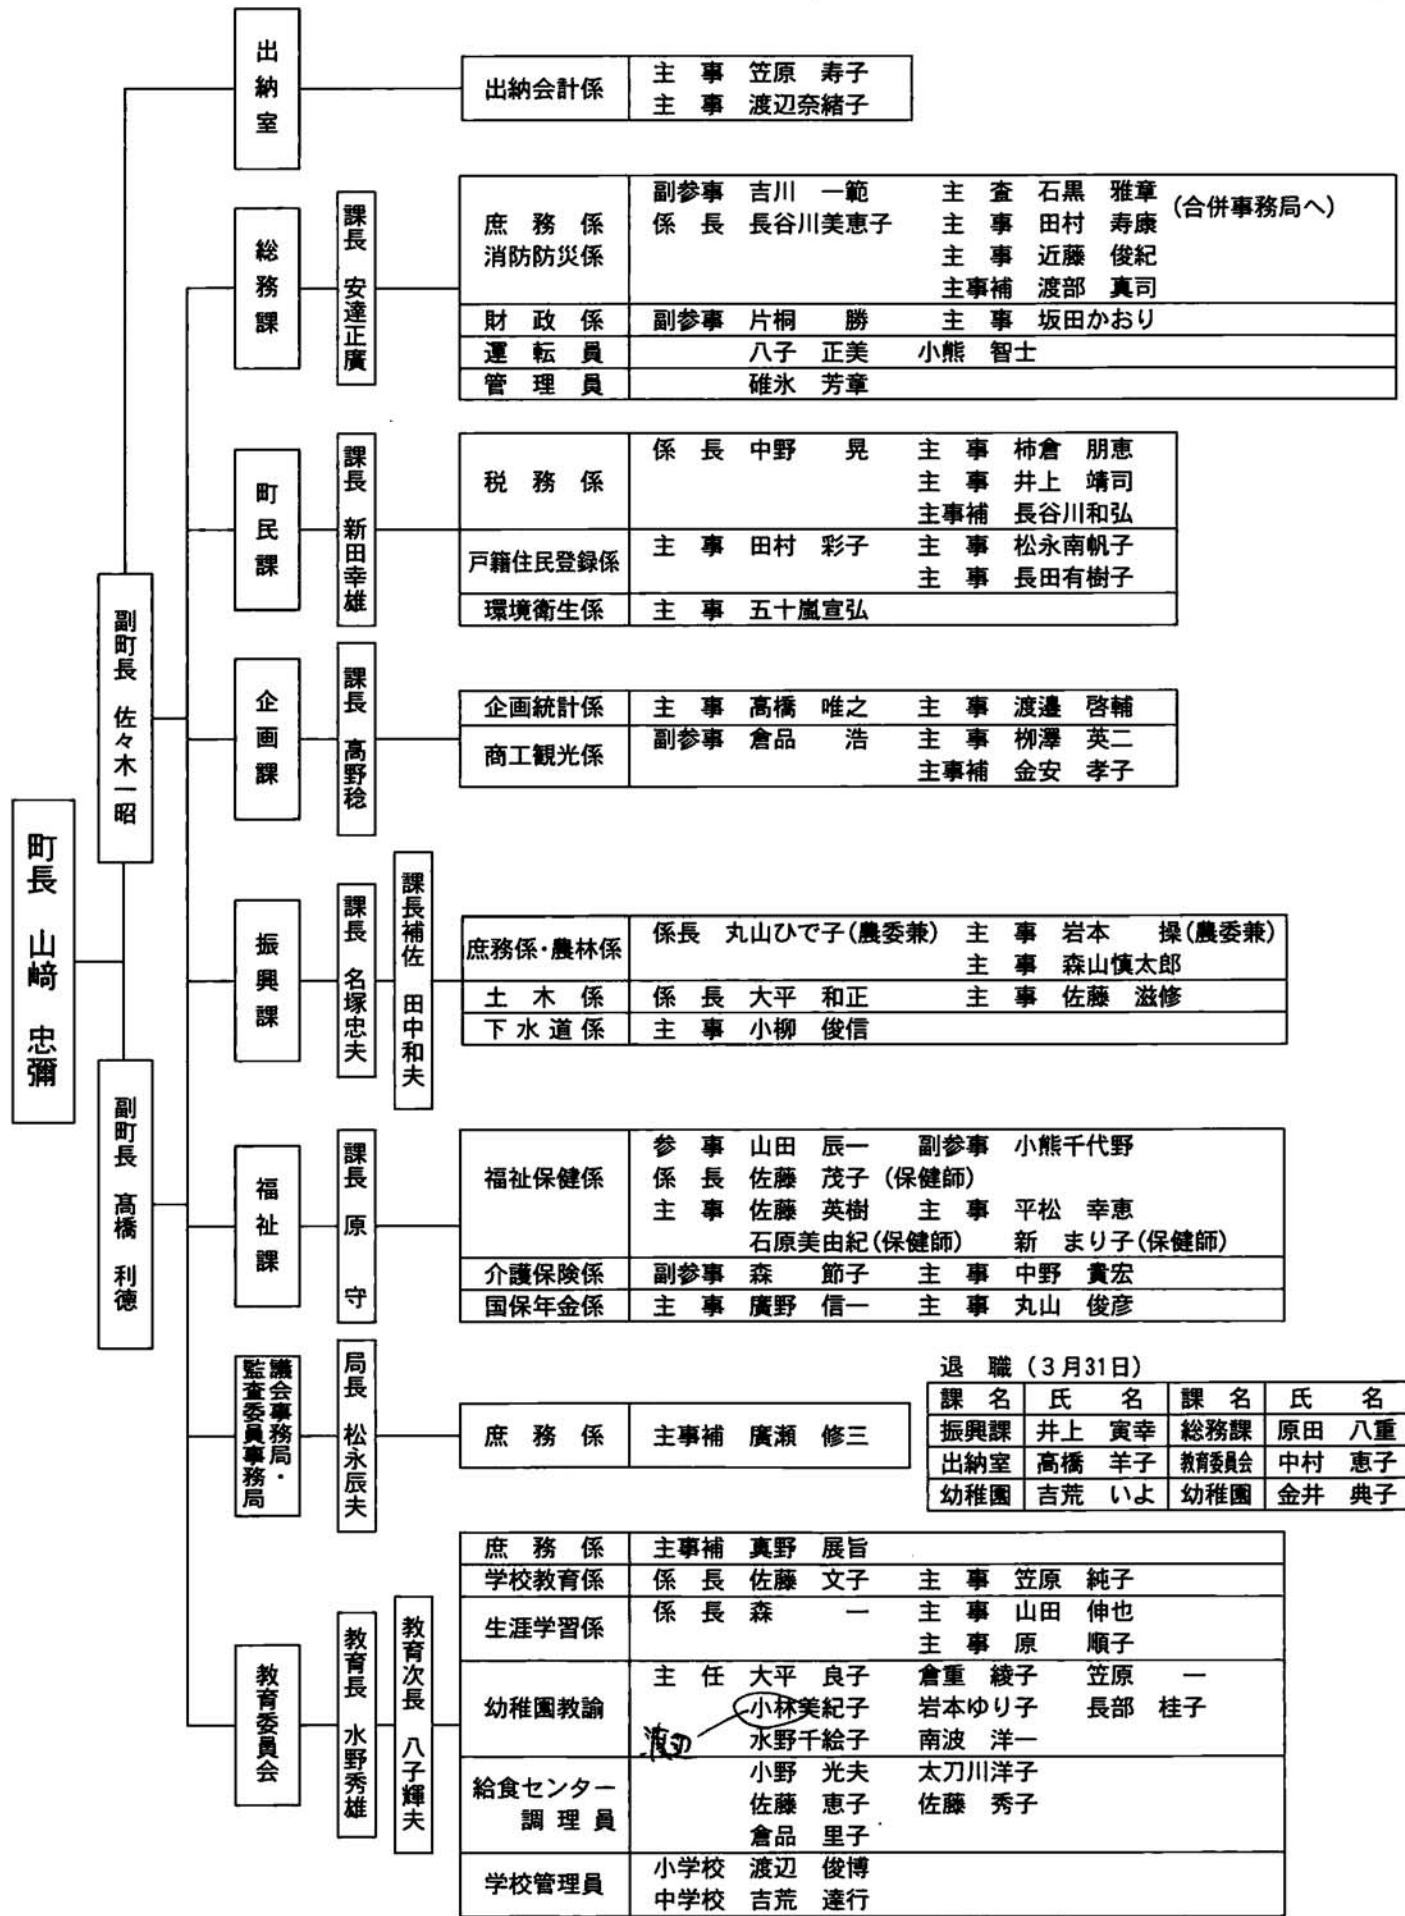 町長 山﨑 忠彌
副町長 佐々木一昭
副町長 髙橋 利德
出納室
出納会計係 主 事 笠原 寿子
主 事 渡辺奈緒子
総務課
課長 安達正廣
庶務係 消防防災係 副参事 吉川 一範 主 査 石黒 雅章 (合併事務局へ)
係 長 長谷川美恵子 主 事 田村 寿康
主 事 近藤 俊紀
主事補 渡部 真司
財政係 副参事 片桐 勝 主 事 坂田かおり
運転員 八子 正美 小熊 智士
管理員 碓氷 芳章
町民課
課長 新田幸雄
税務係 係 長 中野 晃 主 事 柿倉 朋恵
主 事 井上 靖司
主事補 長谷川和弘
戸籍住民登録係 主 事 田村 彩子 主 事 松永南帆子
主 事 長田有樹子
環境衛生係 主 事 五十嵐宣弘
企画課
課長 高野稔
企画統計係 主 事 高橋 唯之 主 事 渡邉 啓輔
商工観光係 副参事 倉品 浩 主 事 栁澤 英二
主事補 金安 孝子
振興課
課長 名塚忠夫
課長補佐 田中和夫
庶務係・農林係 係長 丸山ひで子(農委兼) 主 事 岩本 操(農委兼)
主 事 森山慎太郎
土木係 係 長 大平 和正 主 事 佐藤 滋修
下水道係 主 事 小柳 俊信
福祉課
課長 原 守
福祉保健係 参 事 山田 辰一 副参事 小熊千代野
係 長 佐藤 茂子(保健師)
主 事 佐藤 英樹 主 事 平松 幸恵
石原美由紀(保健師) 新 まり子(保健師)
介護保険係 副参事 森 節子 主 事 中野 貴宏
国保年金係 主 事 廣野 信一 主 事 丸山 俊彦
議会事務局・監査委員事務局
局長 松永辰夫
庶務係 主事補 廣瀬 修三
退 職 (3月31日)
課 名 氏 名 課 名 氏 名
振興課 井上 寅幸 総務課 原田 八重
出納室 高橋 羊子 教育委員会 中村 恵子
幼稚園 吉荒 いよ 幼稚園 金井 典子
教育委員会
教育長 水野秀雄
教育次長 八子輝夫
庶務係 主事補 真野 展旨
学校教育係 係 長 佐藤 文子 主 事 笠原 純子
生涯学習係 係 長 森 一 主 事 山田 伸也
主 事 原 順子
幼稚園教諭 主 任 大平 良子 倉重 綾子 笠原 一
小林美紀子 岩本ゆり子 長部 桂子
渡辺 水野千絵子 南波 洋一
給食センター調理員 小野 光夫 太刀川洋子
佐藤 恵子 佐藤 秀子
倉品 里子
学校管理員 小学校 渡辺 俊博
中学校 吉荒 達行